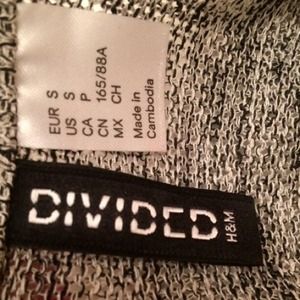 EUR S
US S
CA P
CN 165/88A
MX CH
Made in
Cambodia
DIVIDED
H&M